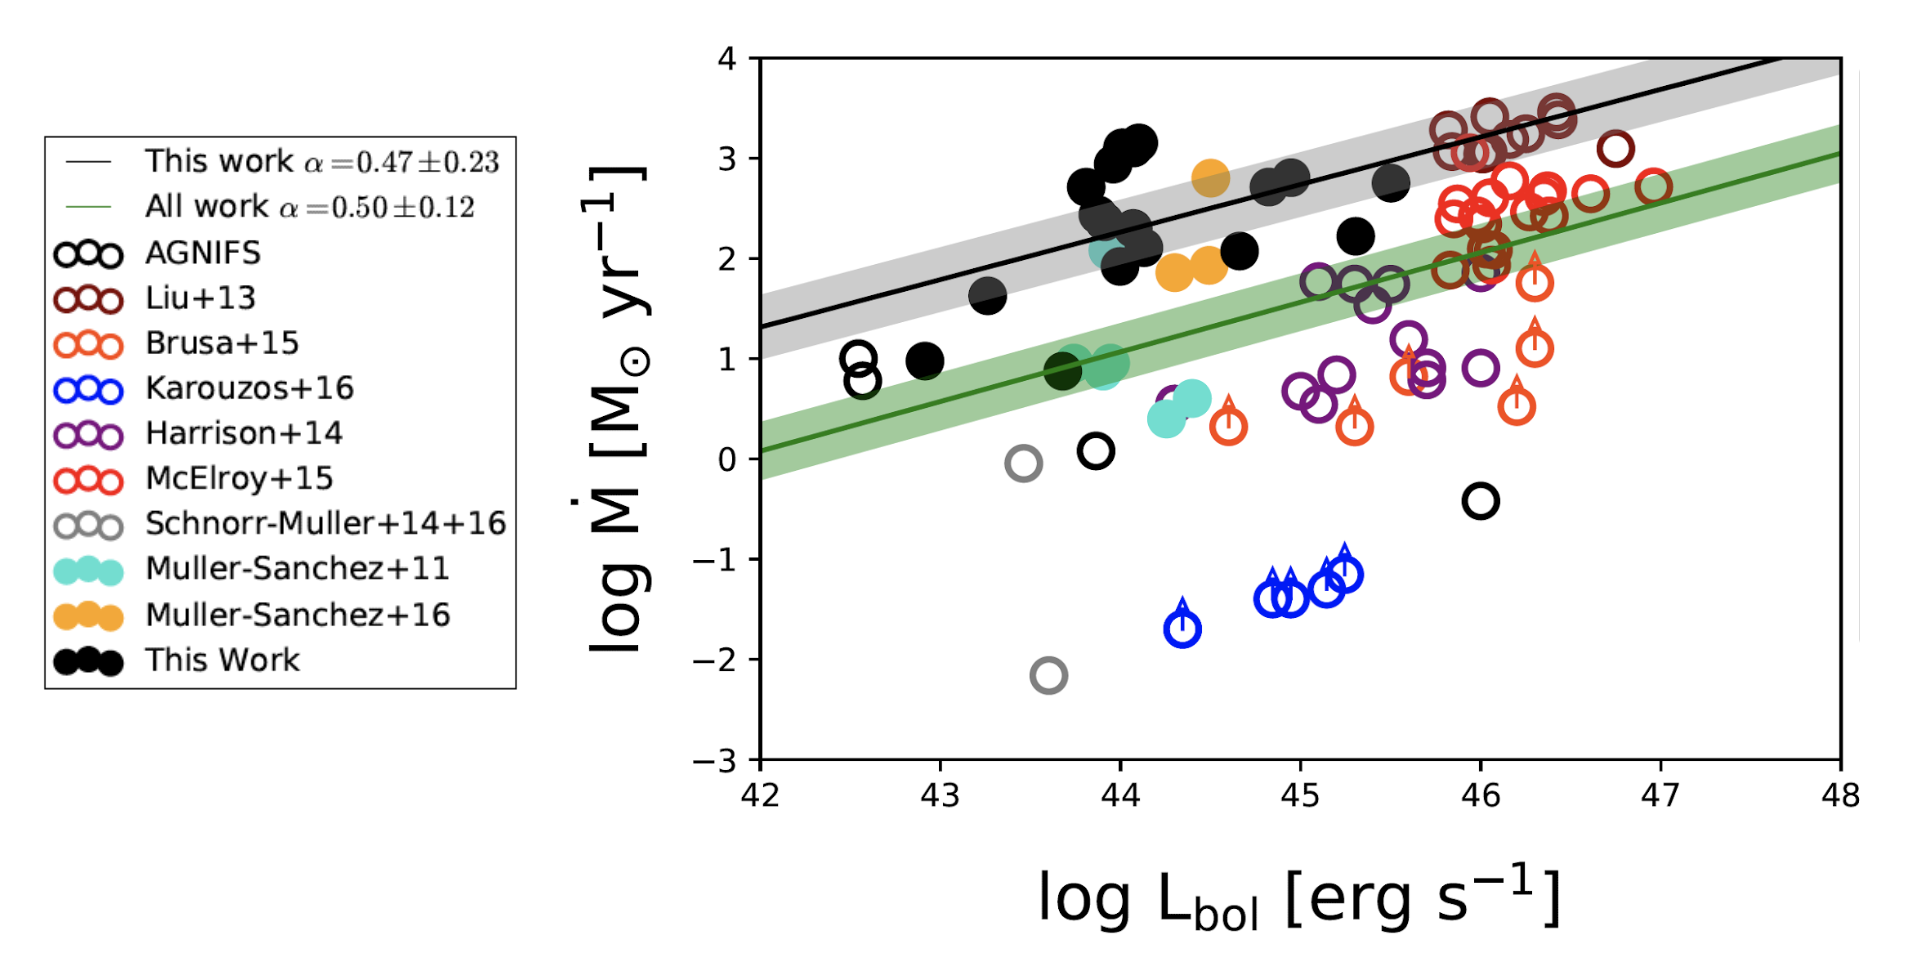 This work α=0.47±0.23
All work α=0.50±0.12
AGNIFS
Liu+13
Brusa+15
Karouzos+16
Harrison+14
McElroy+15
Schnorr-Muller+14+16
Muller-Sanchez+11
Muller-Sanchez+16
This Work
log Ṁ [M⊙ yr⁻¹]
4
3
2
1
0
−1
−2
−3
42 43 44 45 46 47 48
log Lbol [erg s⁻¹]